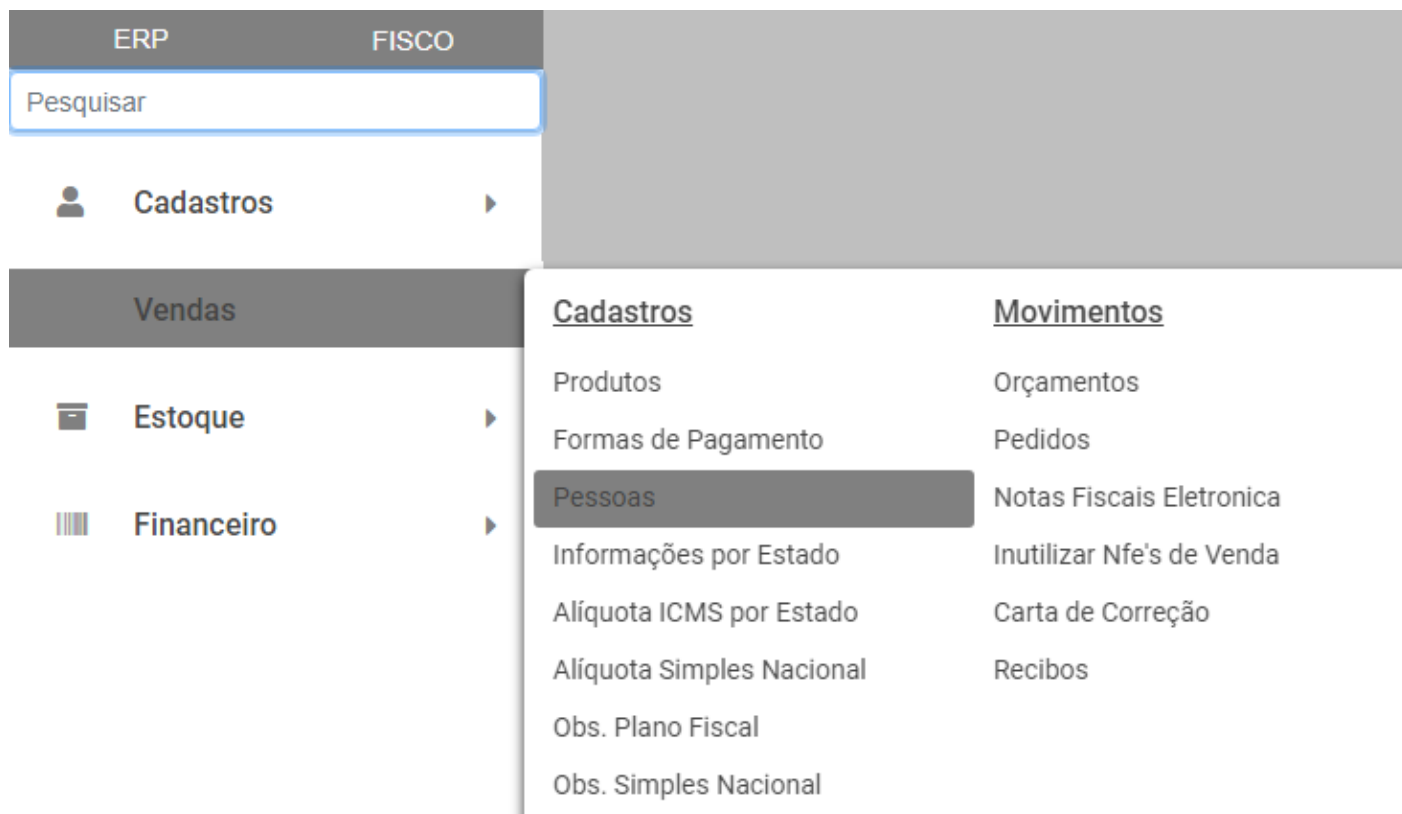 ERP FISCO
Pesquisar
Cadastros
Vendas
Estoque
Financeiro
Cadastros
Produtos
Formas de Pagamento
Pessoas
Informações por Estado
Alíquota ICMS por Estado
Alíquota Simples Nacional
Obs. Plano Fiscal
Obs. Simples Nacional
Movimentos
Orçamentos
Pedidos
Notas Fiscais Eletronica
Inutilizar Nfe's de Venda
Carta de Correção
Recibos